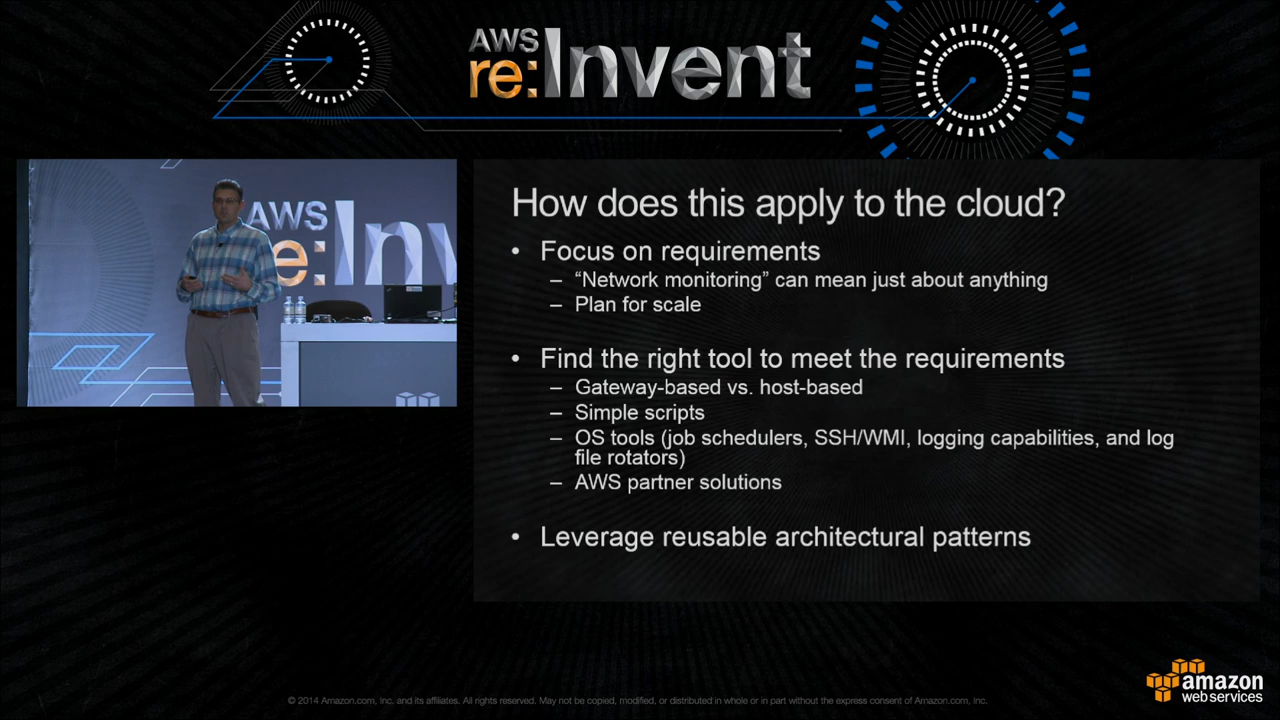 AWS
re:Invent
AWS
re:Inv
How does this apply to the cloud?
• Focus on requirements
– “Network monitoring” can mean just about anything
– Plan for scale
• Find the right tool to meet the requirements
– Gateway-based vs. host-based
– Simple scripts
– OS tools (job schedulers, SSH/WMI, logging capabilities, and log
file rotators)
– AWS partner solutions
• Leverage reusable architectural patterns
© 2014 Amazon.com, Inc. and its affiliates. All rights reserved. May not be copied, modified, or distributed in whole or in part without the express consent of Amazon.com, Inc.
amazon
web services